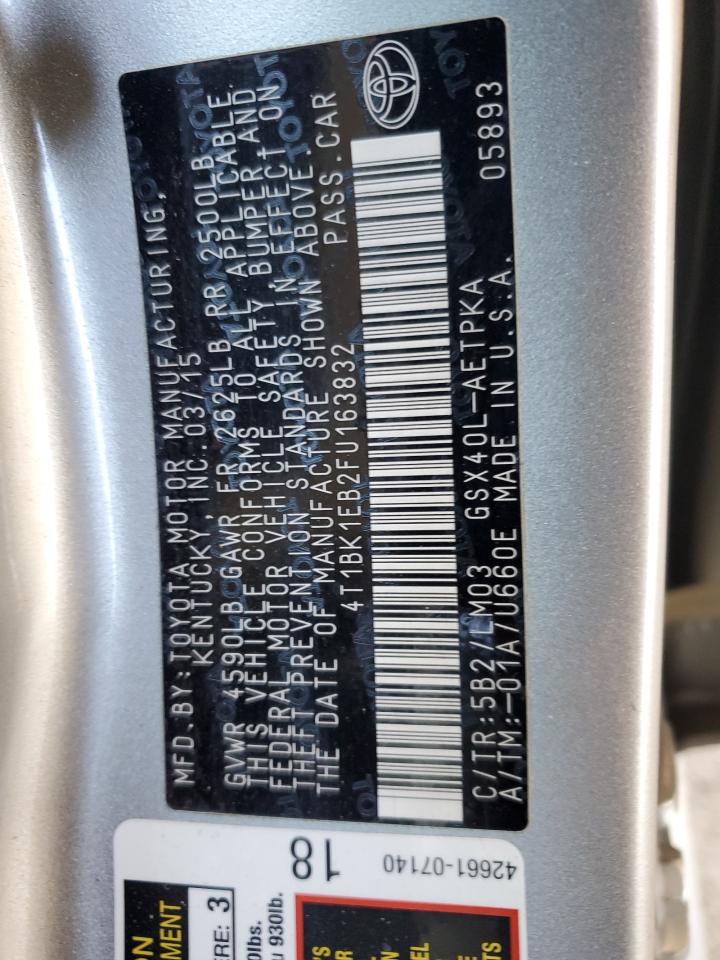 MFD. BY: TOYOTA MOTOR MANUFACTURING,
KENTUCKY, INC. 03/15
GVWR 4590LB GAWR FR 2625LB RR 2500LB
THIS VEHICLE CONFORMS TO ALL APPLICABLE
FEDERAL MOTOR VEHICLE SAFETY, BUMPER AND
THEFT PREVENTION STANDARDS IN EFFECT ON
THE DATE OF MANUFACTURE SHOWN ABOVE.
4T1BK1EB2FU163832 PASS. CAR
C/TR: 5B2/LM03 GSX40L-AETPKA 05893
A/TM: -01A/U660E MADE IN U.S.A.
18
42661-07140
3
930lb.